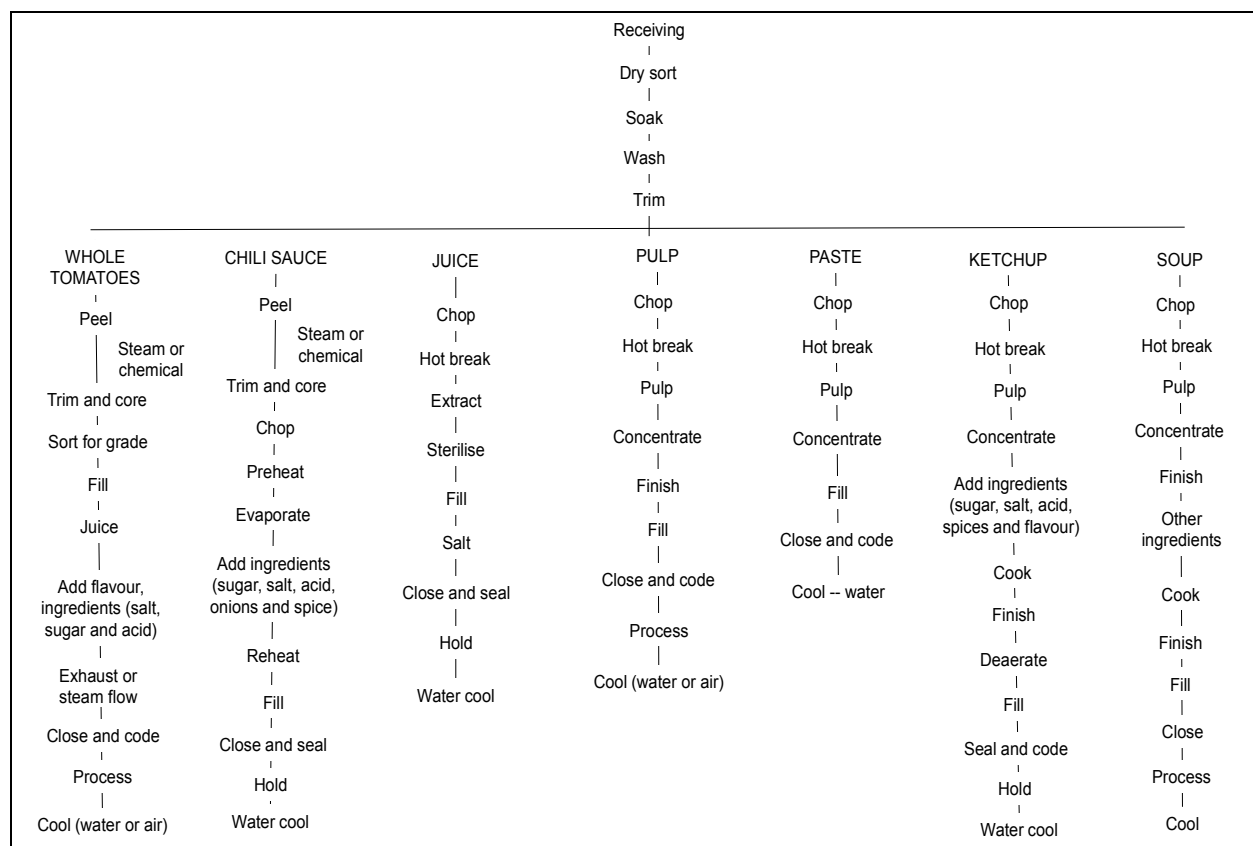 Receiving
Dry sort
Soak
Wash
Trim
WHOLE
TOMATOES
Peel
Steam or
chemical
Trim and core
Sort for grade
Fill
Juice
Add flavour,
ingredients (salt,
sugar and acid)
Exhaust or
steam flow
Close and code
Process
Cool (water or air)
CHILI SAUCE
Peel
Steam or
chemical
Trim and core
Chop
Preheat
Evaporate
Add ingredients
(sugar, salt, acid,
onions and spice)
Reheat
Fill
Close and seal
Hold
Water cool
JUICE
Chop
Hot break
Extract
Sterilise
Fill
Salt
Close and seal
Hold
Water cool
PULP
Chop
Hot break
Pulp
Concentrate
Finish
Fill
Close and code
Process
Cool (water or air)
PASTE
Chop
Hot break
Pulp
Concentrate
Fill
Close and code
Cool -- water
KETCHUP
Chop
Hot break
Pulp
Concentrate
Add ingredients
(sugar, salt, acid,
spices and flavour)
Cook
Finish
Deaerate
Fill
Seal and code
Hold
Water cool
SOUP
Chop
Hot break
Pulp
Concentrate
Finish
Other
ingredients
Cook
Finish
Fill
Close
Process
Cool